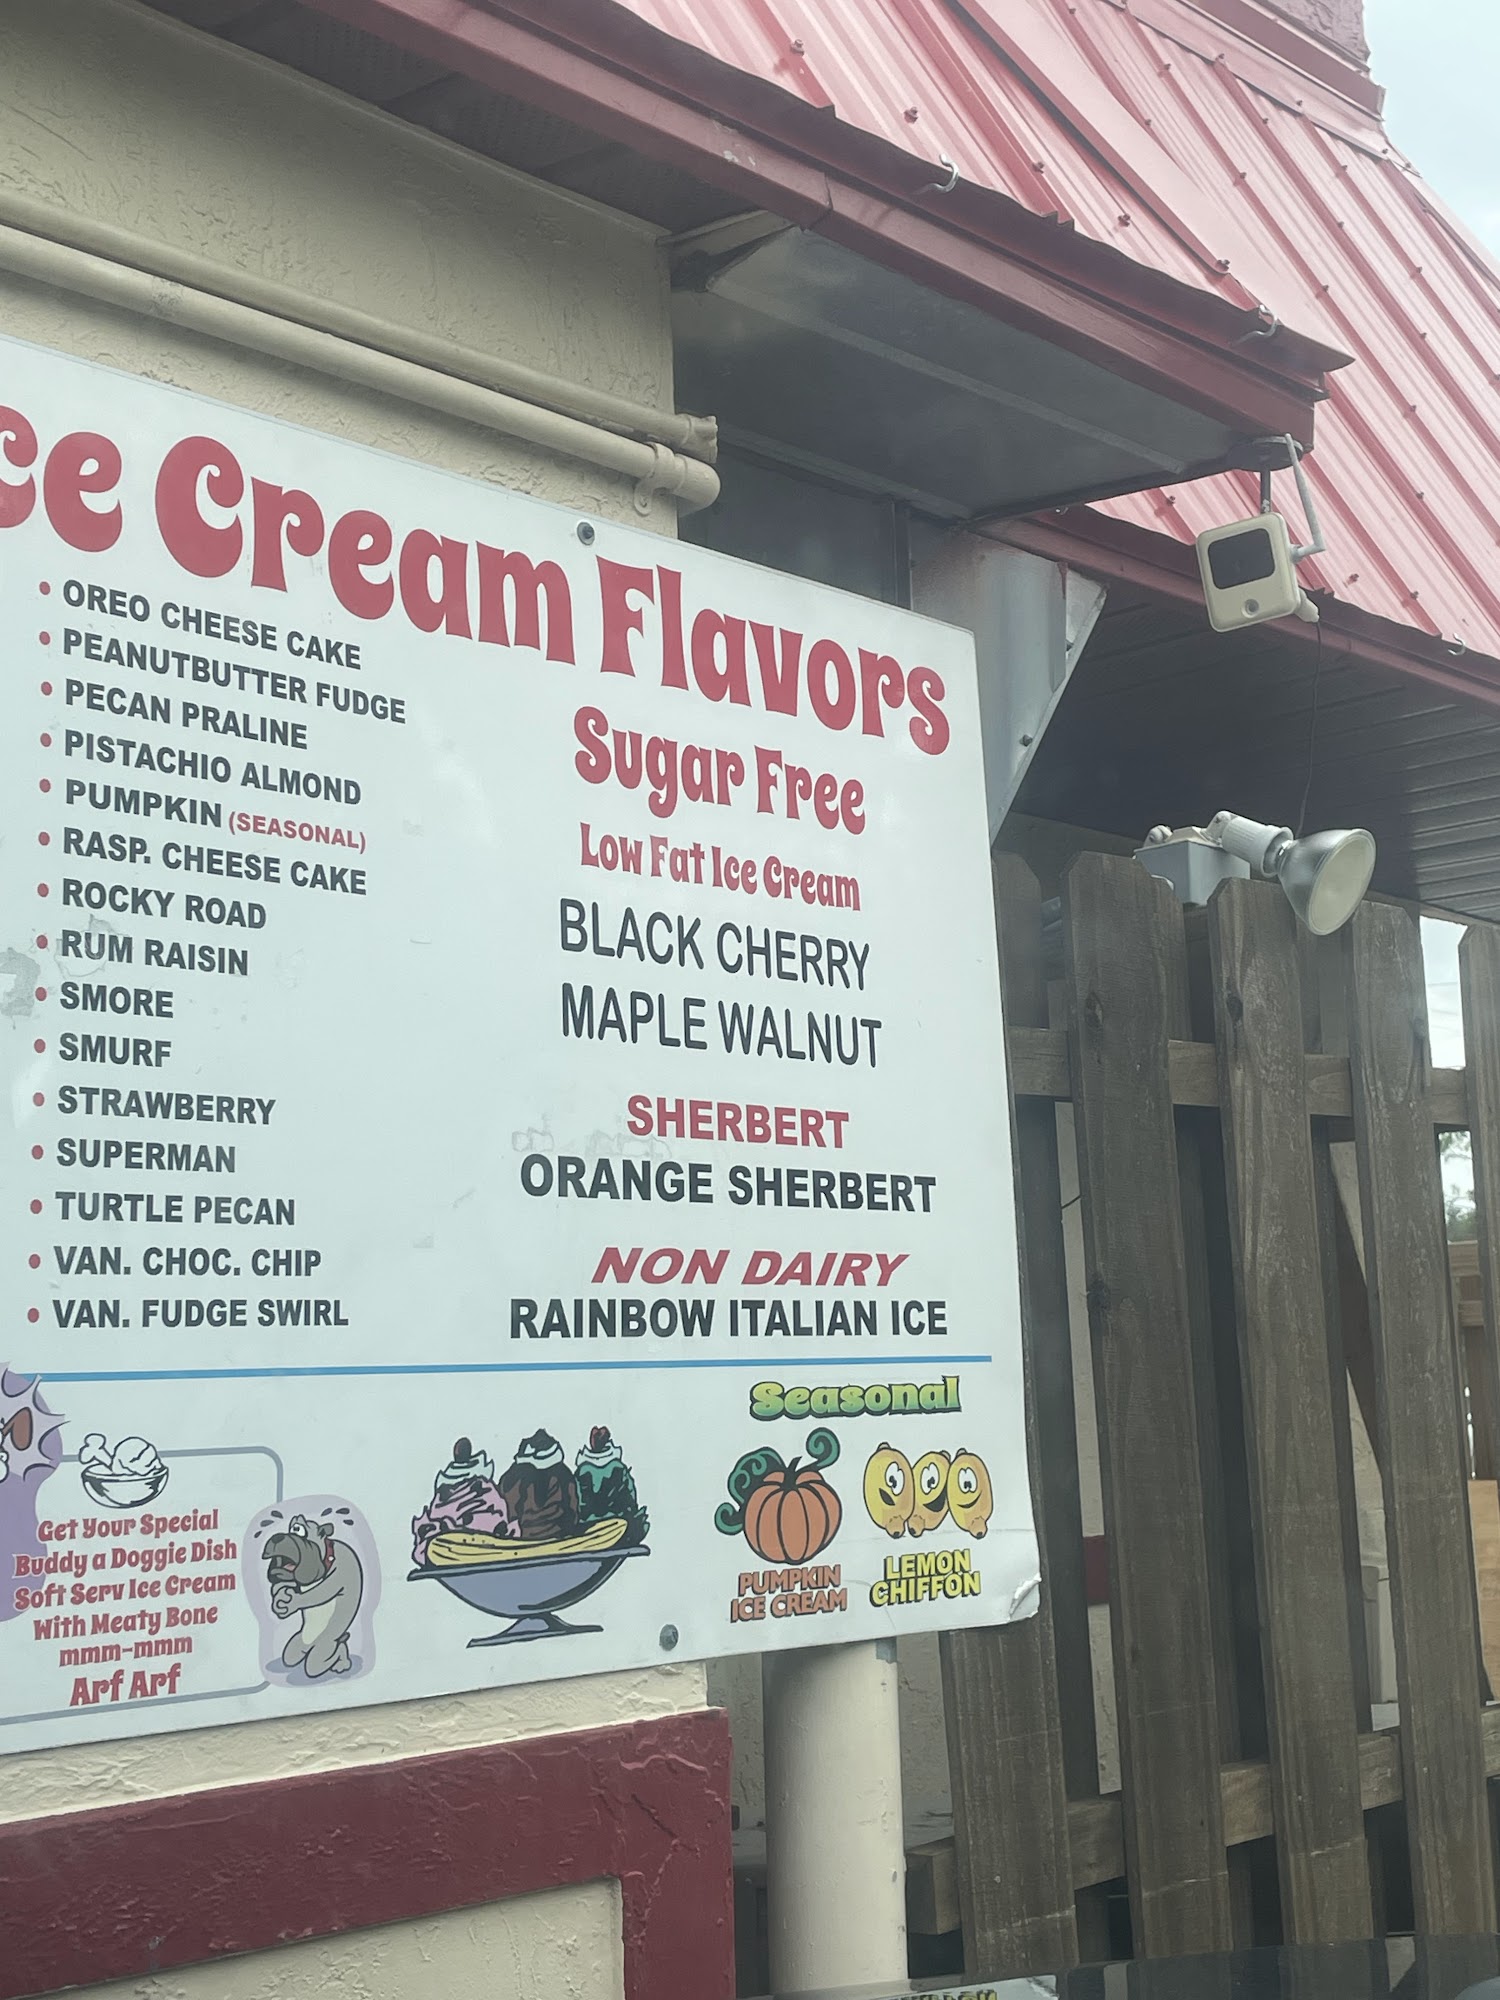 ce Cream Flavors
• OREO CHEESE CAKE
• PEANUTBUTTER FUDGE
• PECAN PRALINE
• PISTACHIO ALMOND
• PUMPKIN (SEASONAL)
• RASP. CHEESE CAKE
• ROCKY ROAD
• RUM RAISIN
• SMORE
• SMURF
• STRAWBERRY
• SUPERMAN
• TURTLE PECAN
• VAN. CHOC. CHIP
• VAN. FUDGE SWIRL
Sugar Free
Low Fat Ice Cream
BLACK CHERRY
MAPLE WALNUT
SHERBERT
ORANGE SHERBERT
NON DAIRY
RAINBOW ITALIAN ICE
Get Your Special
Buddy a Doggie Dish
Soft Serv Ice Cream
With Meaty Bone
mmm-mmm
Arf Arf
Seasonal
PUMPKIN
ICE CREAM
LEMON
CHIFFON